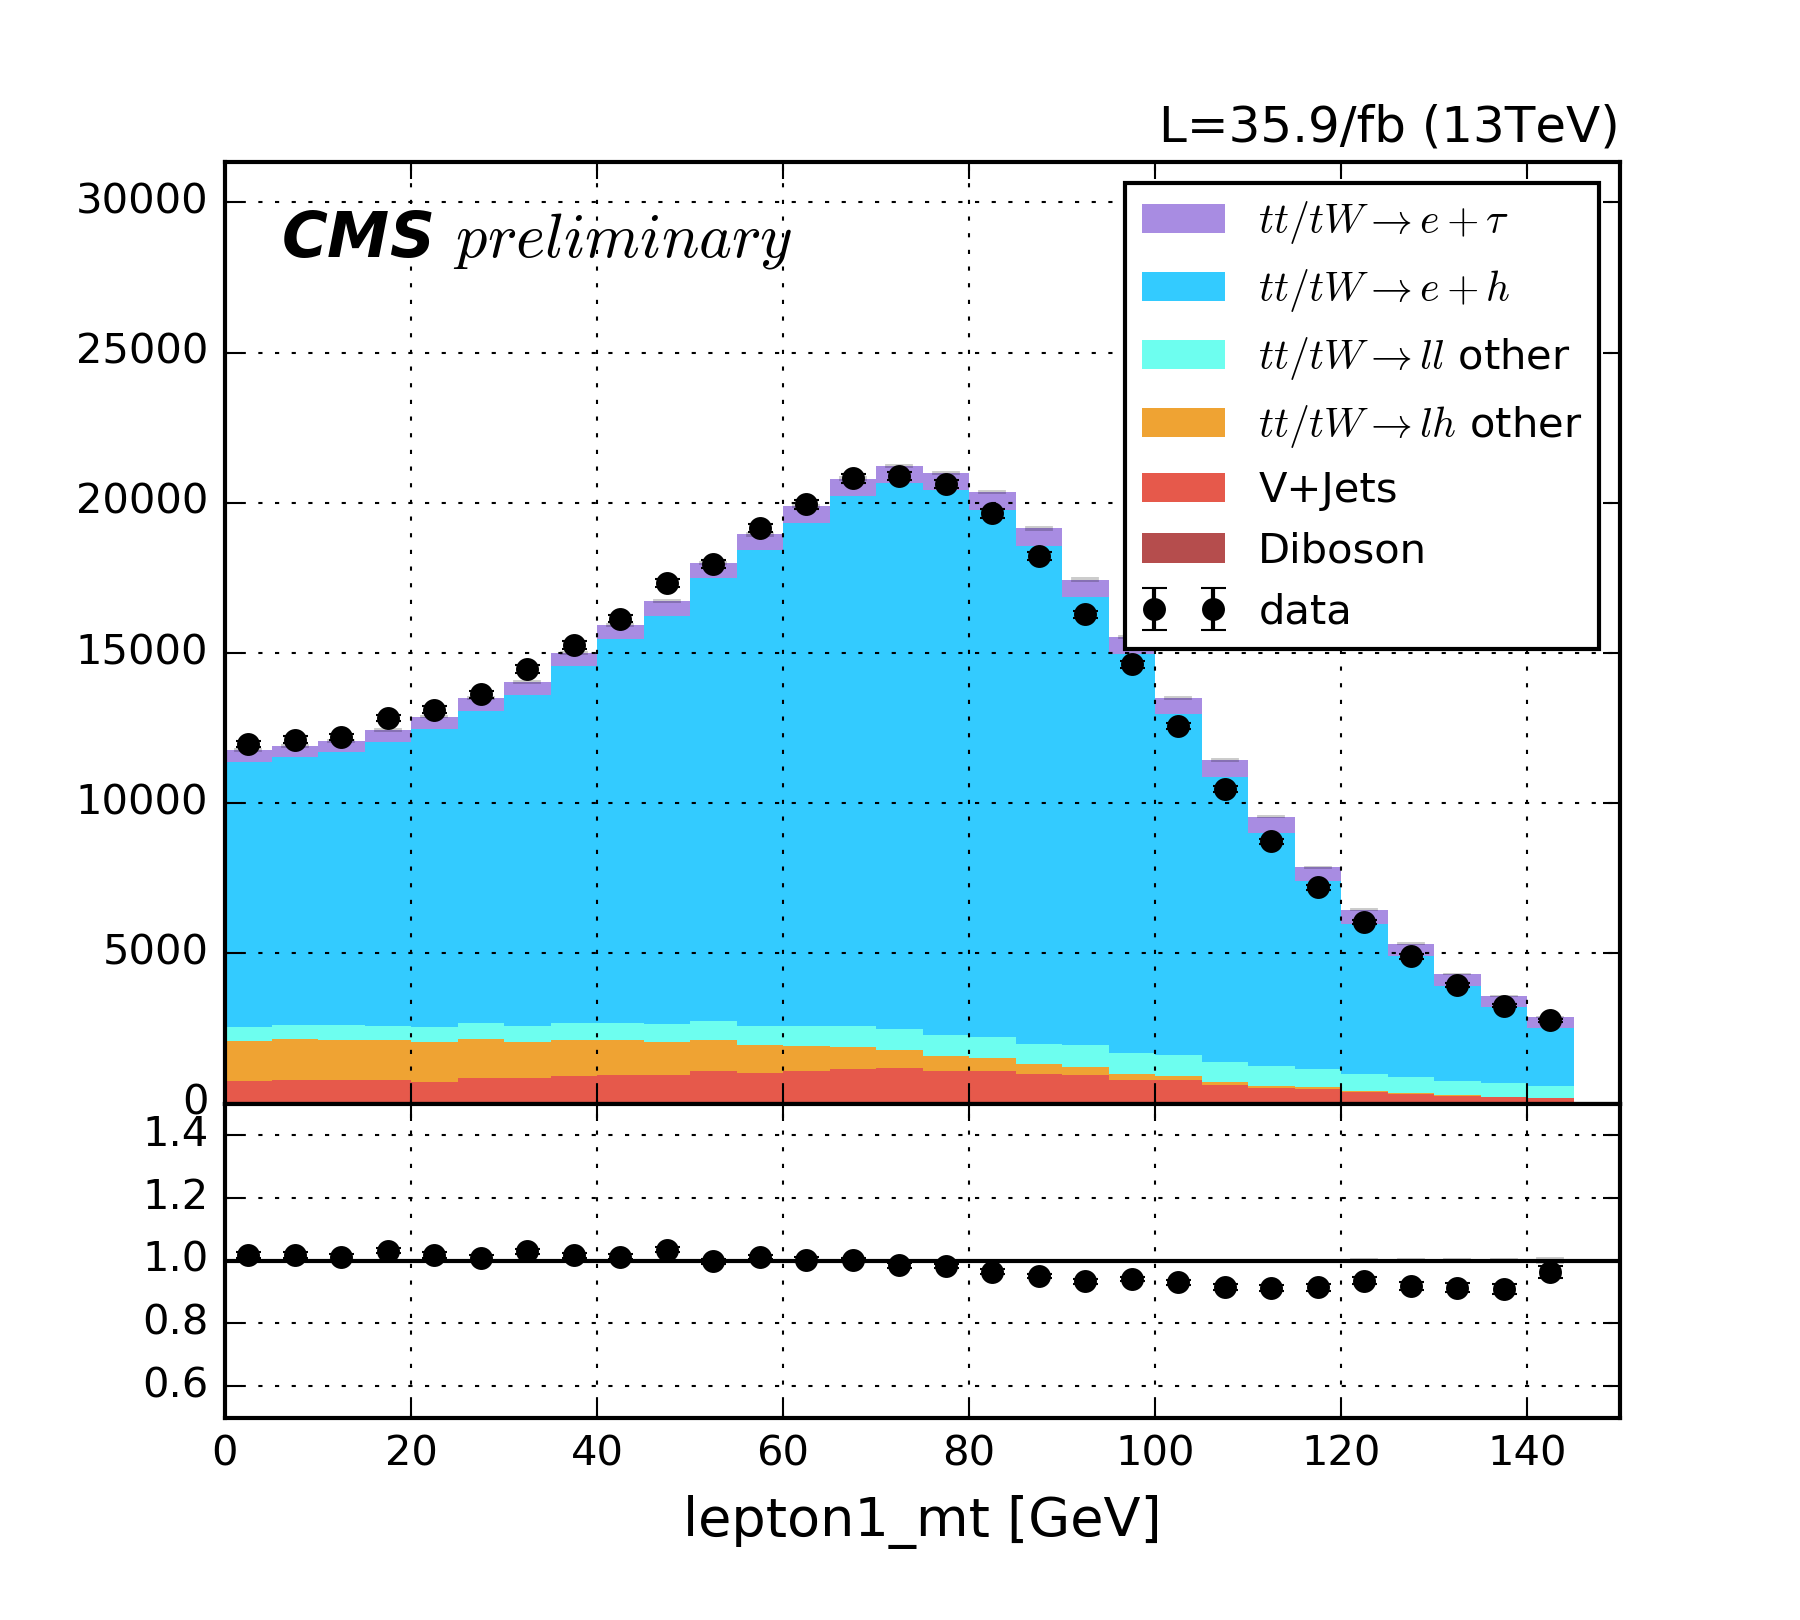 L=35.9/fb (13TeV)
CMS preliminary
30000
25000
20000
15000
10000
5000
0
tt/tW → e + τ
tt/tW → e + h
tt/tW → ll other
tt/tW → lh other
V+Jets
Diboson
data
1.4
1.2
1.0
0.8
0.6
0 20 40 60 80 100 120 140
lepton1_mt [GeV]